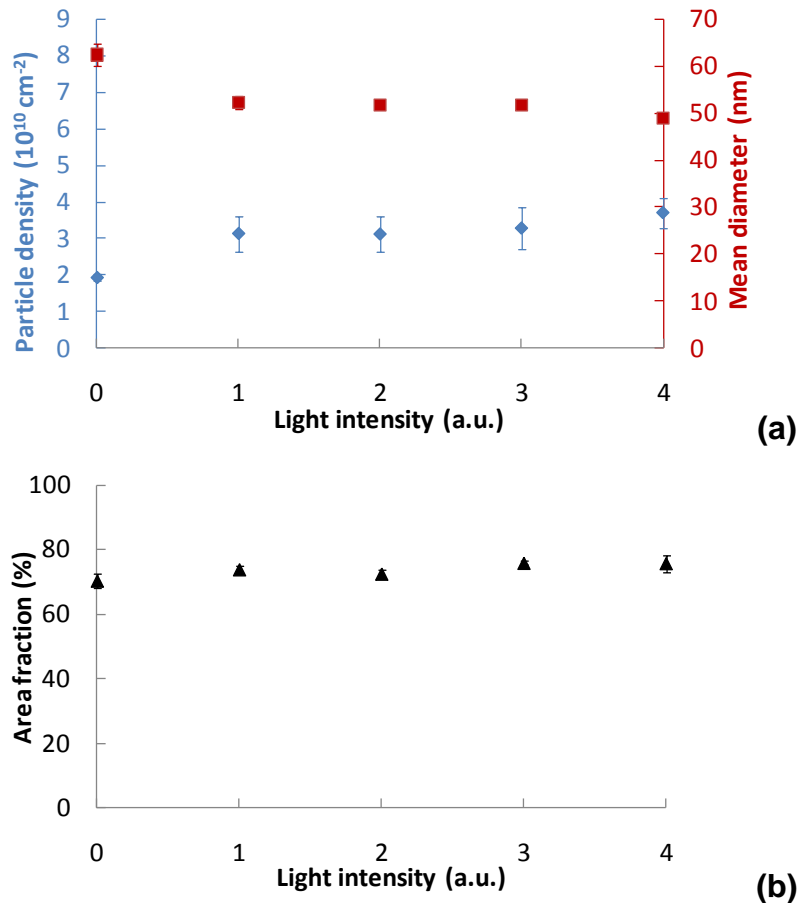 9
8
7
6
5
4
3
2
1
0
Particle density (10¹⁰ cm⁻²)
70
60
50
40
30
20
10
0
Mean diameter (nm)
0 1 2 3 4
Light intensity (a.u.)
(a)
100
80
60
40
20
0
Area fraction (%)
0 1 2 3 4
Light intensity (a.u.)
(b)